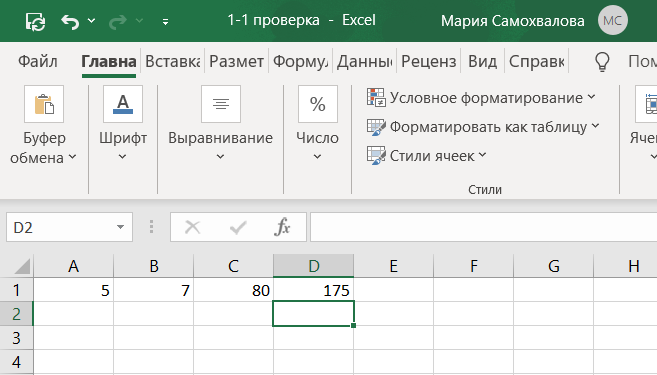 1-1 проверка - Excel
Мария Самохвалова
МС
Файл
Главна
Вставка
Размет
Формул
Даннь
Реценз
Вид
Справк
Пом
Буфер
обмена
А
Шрифт
Выравнивание
%
Число
Условное форматирование
Форматировать как таблицу
Стили ячеек
Стили
Ячей
D2
fx
A B C D E F G H
1 5 7 80 175
2
3
4